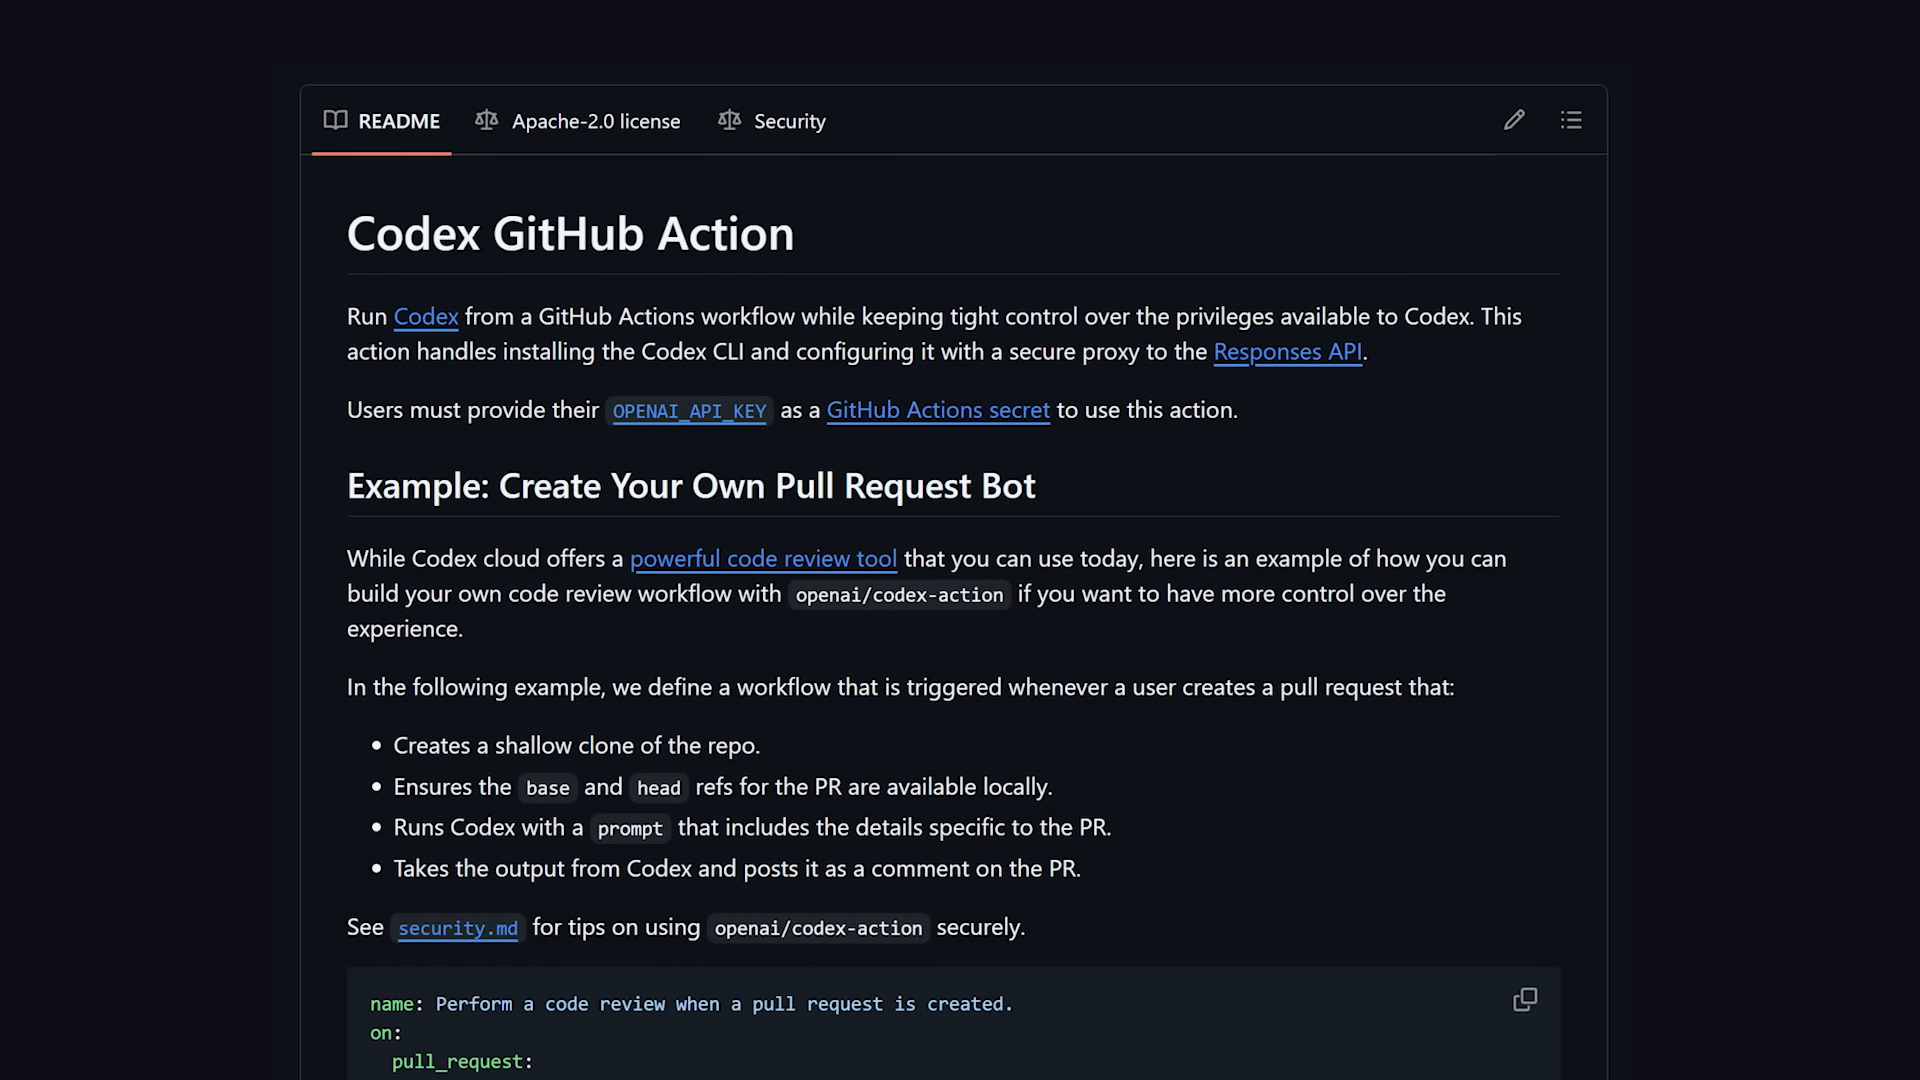 README
Apache-2.0 license
Security
Codex GitHub Action
Run Codex from a GitHub Actions workflow while keeping tight control over the privileges available to Codex. This
action handles installing the Codex CLI and configuring it with a secure proxy to the Responses API.
Users must provide their OPENAI_API_KEY as a GitHub Actions secret to use this action.
Example: Create Your Own Pull Request Bot
While Codex cloud offers a powerful code review tool that you can use today, here is an example of how you can
build your own code review workflow with openai/codex-action if you want to have more control over the
experience.
In the following example, we define a workflow that is triggered whenever a user creates a pull request that:
• Creates a shallow clone of the repo.
• Ensures the base and head refs for the PR are available locally.
• Runs Codex with a prompt that includes the details specific to the PR.
• Takes the output from Codex and posts it as a comment on the PR.
See security.md for tips on using openai/codex-action securely.
name: Perform a code review when a pull request is created.
on:
pull_request: